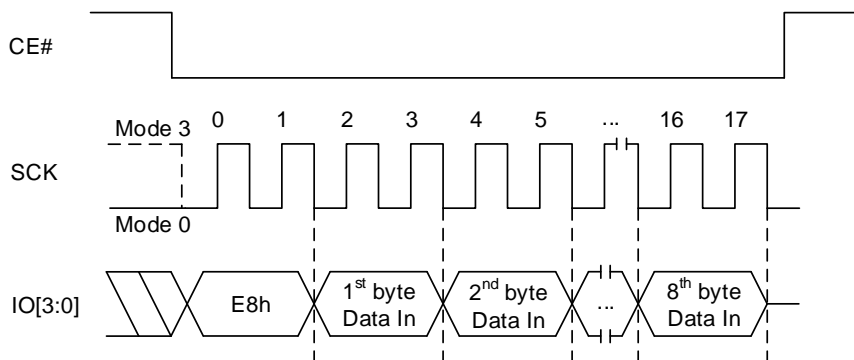 CE#
0 1 2 3 4 5 ... 16 17
Mode 3
SCK
Mode 0
IO[3:0]
E8h
1st byte
Data In
2nd byte
Data In
...
8th byte
Data In